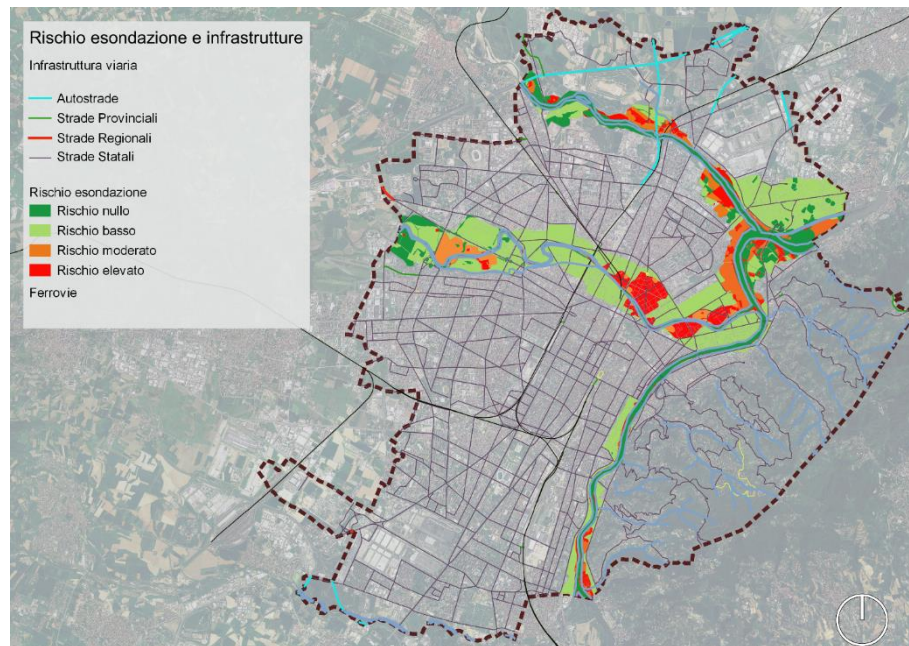 Rischio esondazione e infrastrutture
Infrastruttura viaria
Autostrade
Strade Provinciali
Strade Regionali
Strade Statali
Rischio esondazione
Rischio nullo
Rischio basso
Rischio moderato
Rischio elevato
Ferrovie